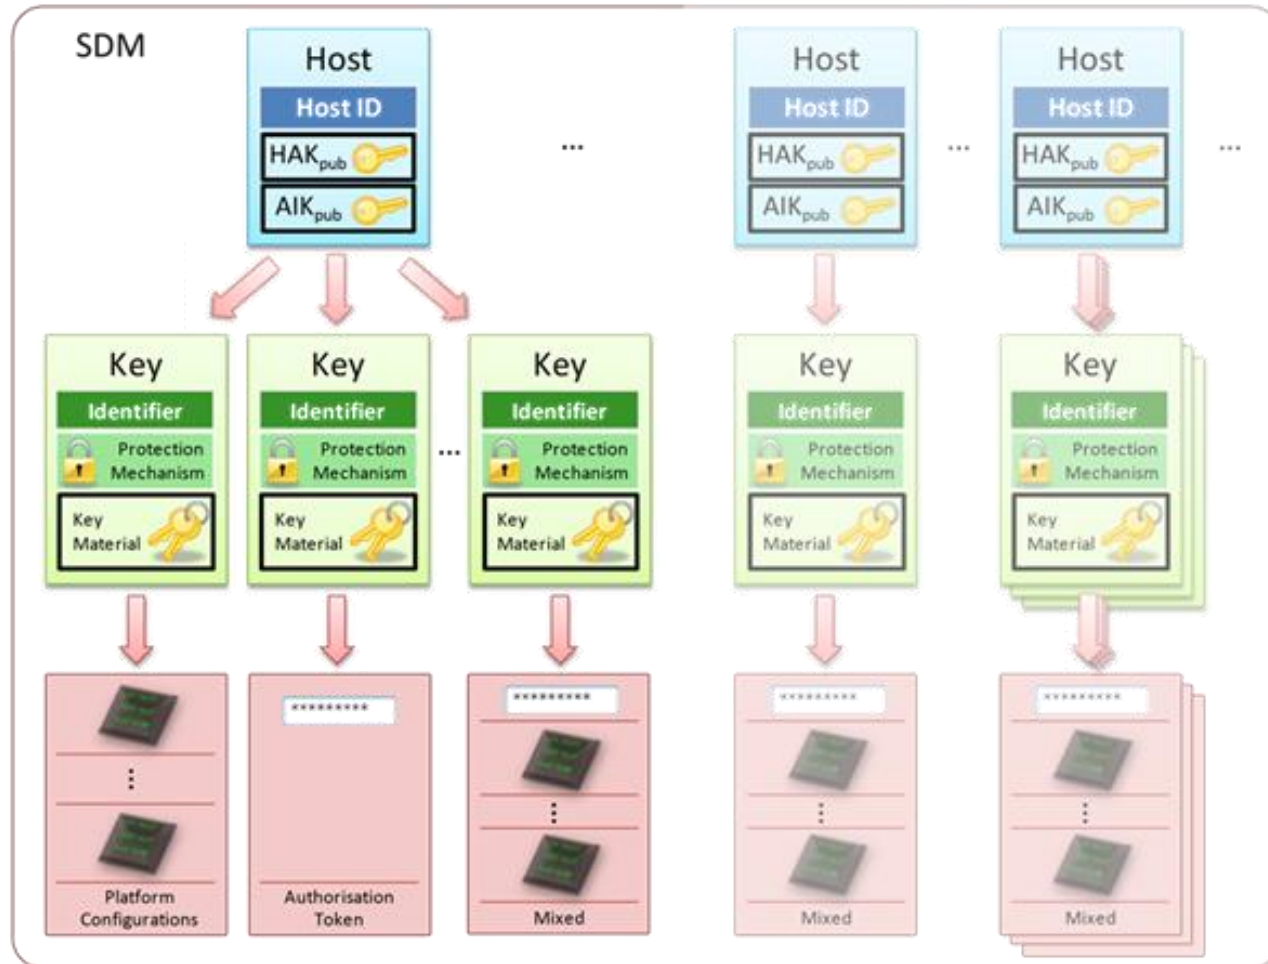 SDM
Host
Host ID
HAKpub
AIKpub
...
Host
Host ID
HAKpub
AIKpub
...
Host
Host ID
HAKpub
AIKpub
...
Key
Identifier
Protection
Mechanism
Key
Material
Key
Identifier
Protection
Mechanism
Key
Material
...
Key
Identifier
Protection
Mechanism
Key
Material
Key
Identifier
Protection
Mechanism
Key
Material
Key
Identifier
Protection
Mechanism
Key
Material
Platform
Configurations
*********
Authorisation
Token
*********
Mixed
*********
Mixed
*********
Mixed